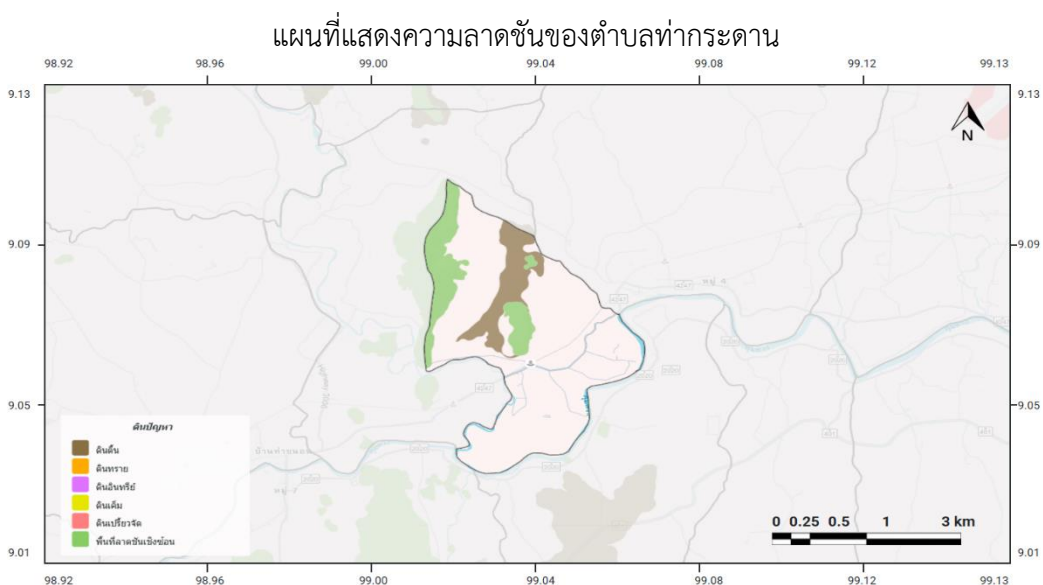 แผนที่แสดงความลาดชันของตำบลท่ากระดาน
98.92 98.96 99.00 99.04 99.08 99.12 99.13
9.13 9.13
N
9.09 9.09
หมู่-4
9.05 9.05
ดินปัญหา
ดินตื้น
ดินทราย
ดินอินทรีย์
ดินเค็ม
ดินเปรี้ยวจัด
พื้นที่ลาดชันเชิงซ้อน
หมู่-7
0 0.25 0.5 1 3 km
9.01 9.01
98.92 98.96 99.00 99.04 99.08 99.12 99.13